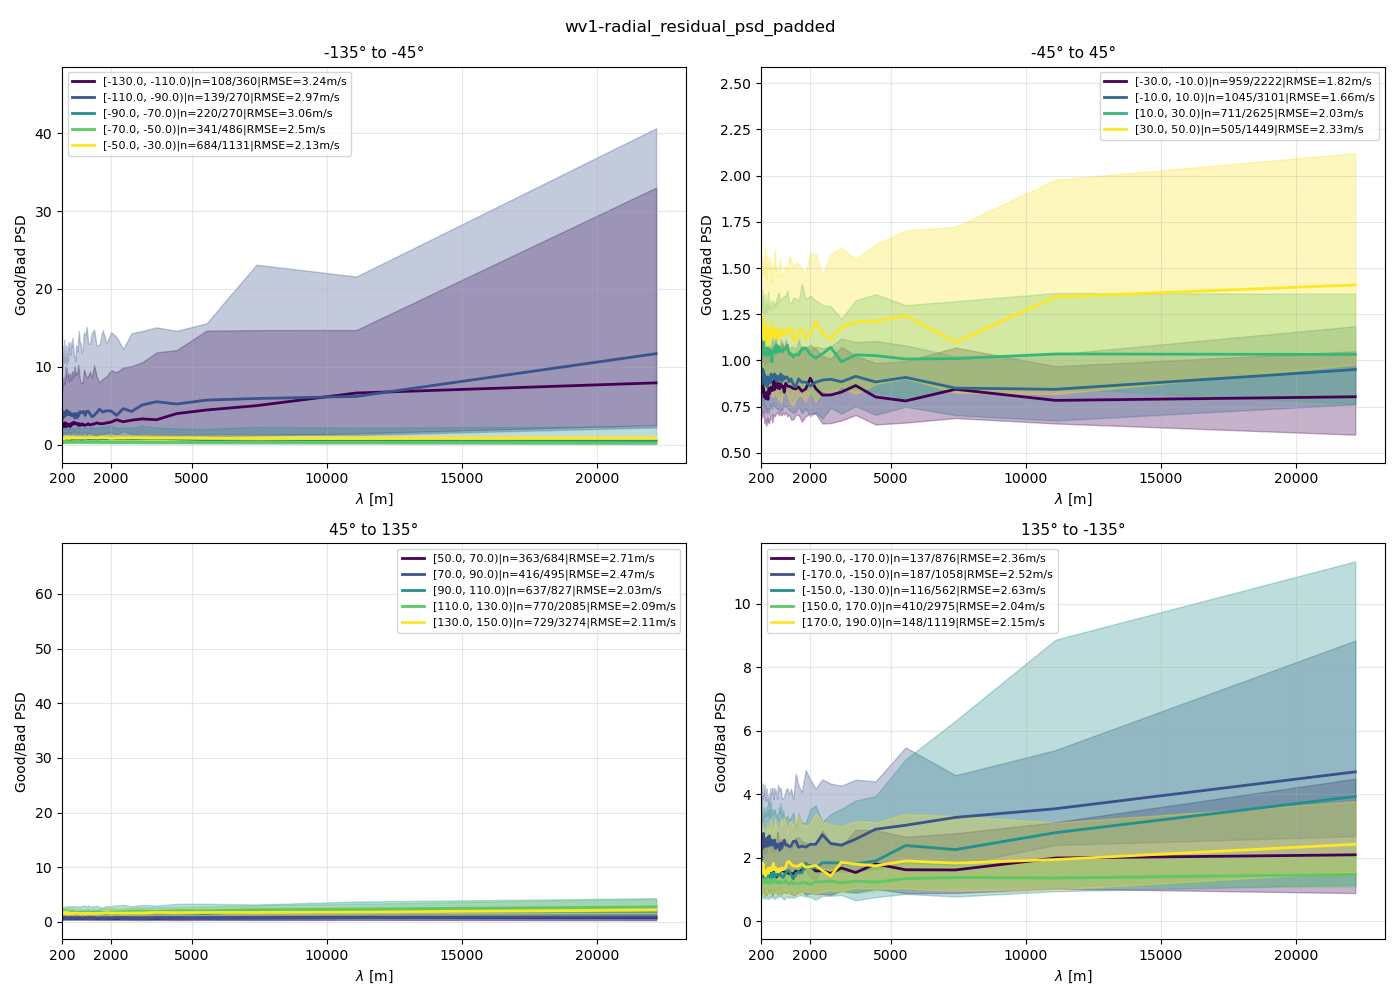 wv1-radial_residual_psd_padded
-135° to -45°
[-130.0, -110.0)|n=108/360|RMSE=3.24m/s
[-110.0, -90.0)|n=139/270|RMSE=2.97m/s
[-90.0, -70.0)|n=220/270|RMSE=3.06m/s
[-70.0, -50.0)|n=341/486|RMSE=2.5m/s
[-50.0, -30.0)|n=684/1131|RMSE=2.13m/s
40
30
20
10
0
Good/Bad PSD
200 2000 5000 10000 15000 20000
λ [m]
-45° to 45°
[-30.0, -10.0)|n=959/2222|RMSE=1.82m/s
[-10.0, 10.0)|n=1045/3101|RMSE=1.66m/s
[10.0, 30.0)|n=711/2625|RMSE=2.03m/s
[30.0, 50.0)|n=505/1449|RMSE=2.33m/s
2.50
2.25
2.00
1.75
1.50
1.25
1.00
0.75
0.50
Good/Bad PSD
200 2000 5000 10000 15000 20000
λ [m]
45° to 135°
[50.0, 70.0)|n=363/684|RMSE=2.71m/s
[70.0, 90.0)|n=416/495|RMSE=2.47m/s
[90.0, 110.0)|n=637/827|RMSE=2.03m/s
[110.0, 130.0)|n=770/2085|RMSE=2.09m/s
[130.0, 150.0)|n=729/3274|RMSE=2.11m/s
60
50
40
30
20
10
0
Good/Bad PSD
200 2000 5000 10000 15000 20000
λ [m]
135° to -135°
[-190.0, -170.0)|n=137/876|RMSE=2.36m/s
[-170.0, -150.0)|n=187/1058|RMSE=2.52m/s
[-150.0, -130.0)|n=116/562|RMSE=2.63m/s
[150.0, 170.0)|n=410/2975|RMSE=2.04m/s
[170.0, 190.0)|n=148/1119|RMSE=2.15m/s
10
8
6
4
2
0
Good/Bad PSD
200 2000 5000 10000 15000 20000
λ [m]